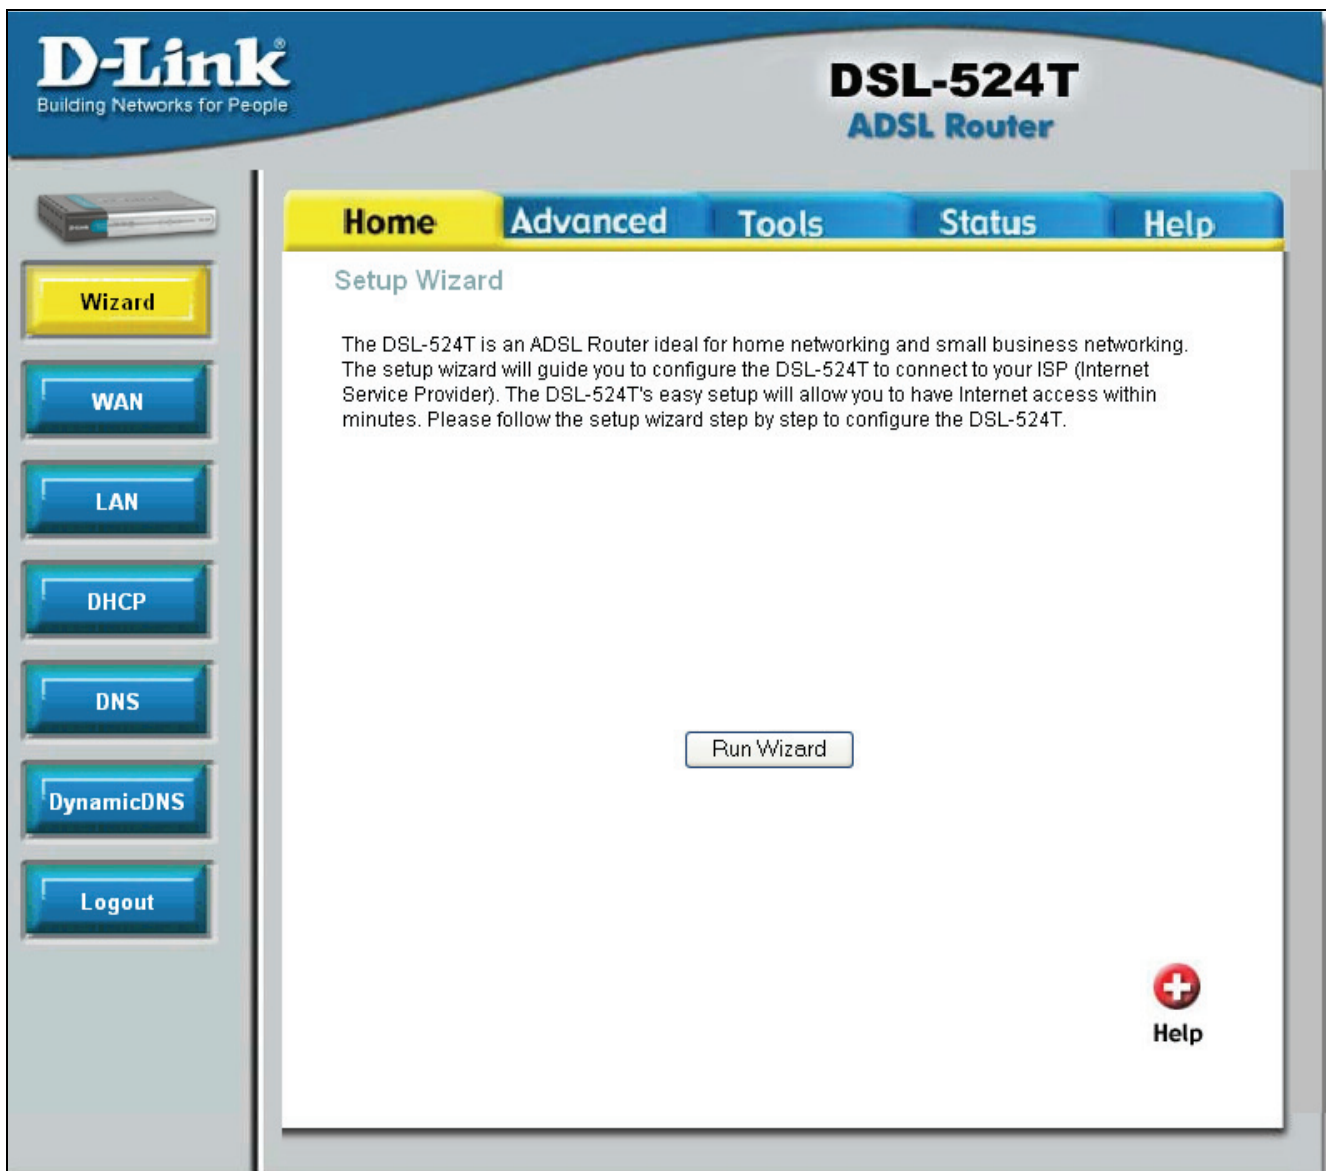 D-Link®
Building Networks for People
DSL-524T
ADSL Router
Home
Advanced
Tools
Status
Help
Wizard
WAN
LAN
DHCP
DNS
DynamicDNS
Logout
Setup Wizard
The DSL-524T is an ADSL Router ideal for home networking and small business networking.
The setup wizard will guide you to configure the DSL-524T to connect to your ISP (Internet
Service Provider). The DSL-524T's easy setup will allow you to have Internet access within
minutes. Please follow the setup wizard step by step to configure the DSL-524T.
Run Wizard
Help